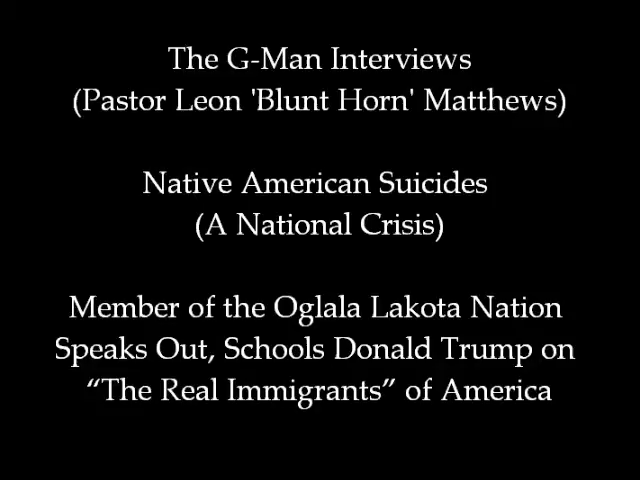 The G-Man Interviews
(Pastor Leon 'Blunt Horn' Matthews)
Native American Suicides
(A National Crisis)
Member of the Oglala Lakota Nation
Speaks Out, Schools Donald Trump on
“The Real Immigrants” of America